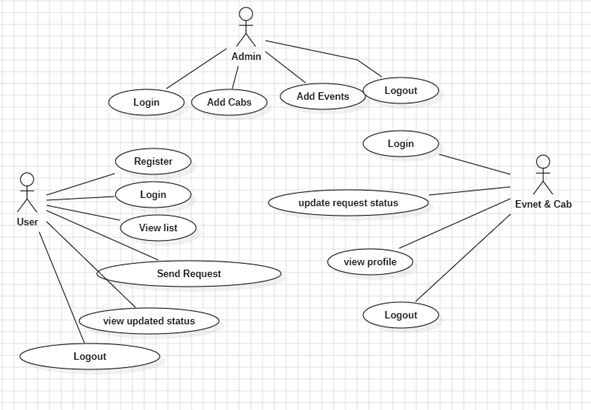 Admin
Login
Add Cabs
Add Events
Logout
Login
Register
Login
User
View list
update request status
Evnet & Cab
Send Request
view profile
view updated status
Logout
Logout